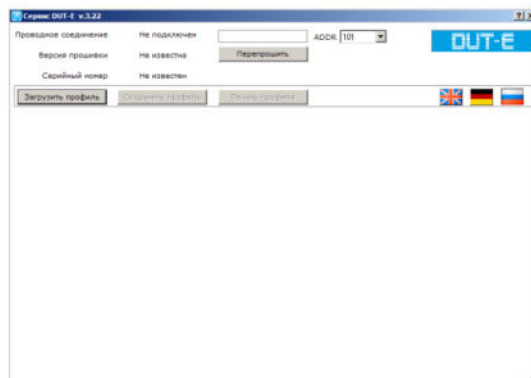 Сервис DUT-E v.3.22
Проводное соединение Не подключен ADDR 101
DUT-E
Версия прошивки Не известна Перепрошить
Серийный номер Не известен
Загрузить профиль Сохранить профиль Печать профиля